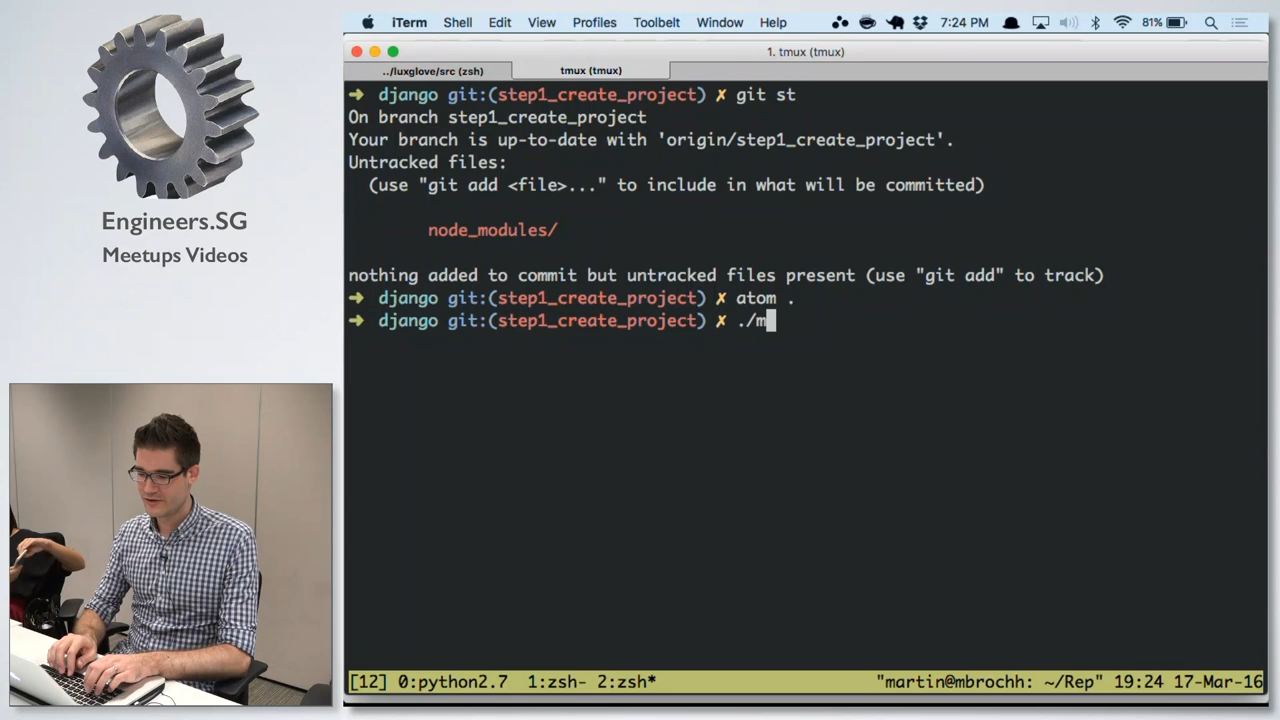 Engineers.SG
Meetups Videos
iTerm Shell Edit View Profiles Toolbelt Window Help 7:24 PM 81%
1. tmux (tmux)
../luxglove/src (zsh) tmux (tmux)
➜ django git:(step1_create_project) ✗ git st
On branch step1_create_project
Your branch is up-to-date with 'origin/step1_create_project'.
Untracked files:
(use "git add <file>..." to include in what will be committed)
node_modules/
nothing added to commit but untracked files present (use "git add" to track)
➜ django git:(step1_create_project) ✗ atom .
➜ django git:(step1_create_project) ✗ ./m
[12] 0:python2.7 1:zsh- 2:zsh* "martin@mbrochh: ~/Rep" 19:24 17-Mar-16